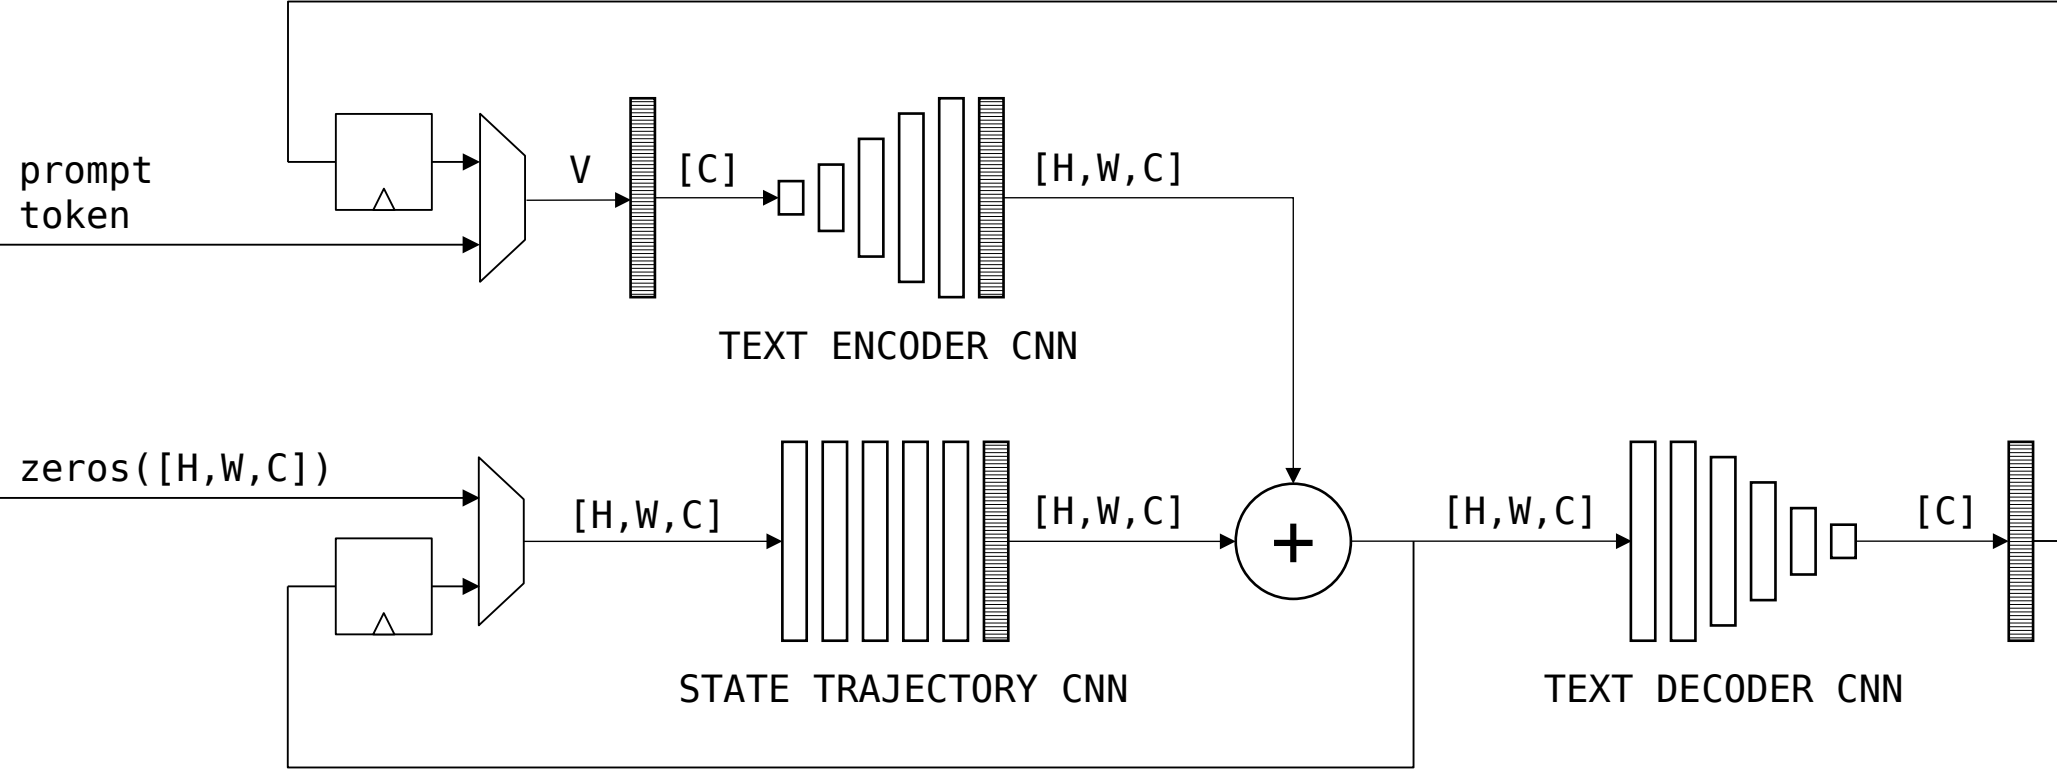 prompt
token
V
[C]
[H,W,C]
TEXT ENCODER CNN
zeros([H,W,C])
[H,W,C]
[H,W,C]
+
[H,W,C]
[C]
STATE TRAJECTORY CNN
TEXT DECODER CNN